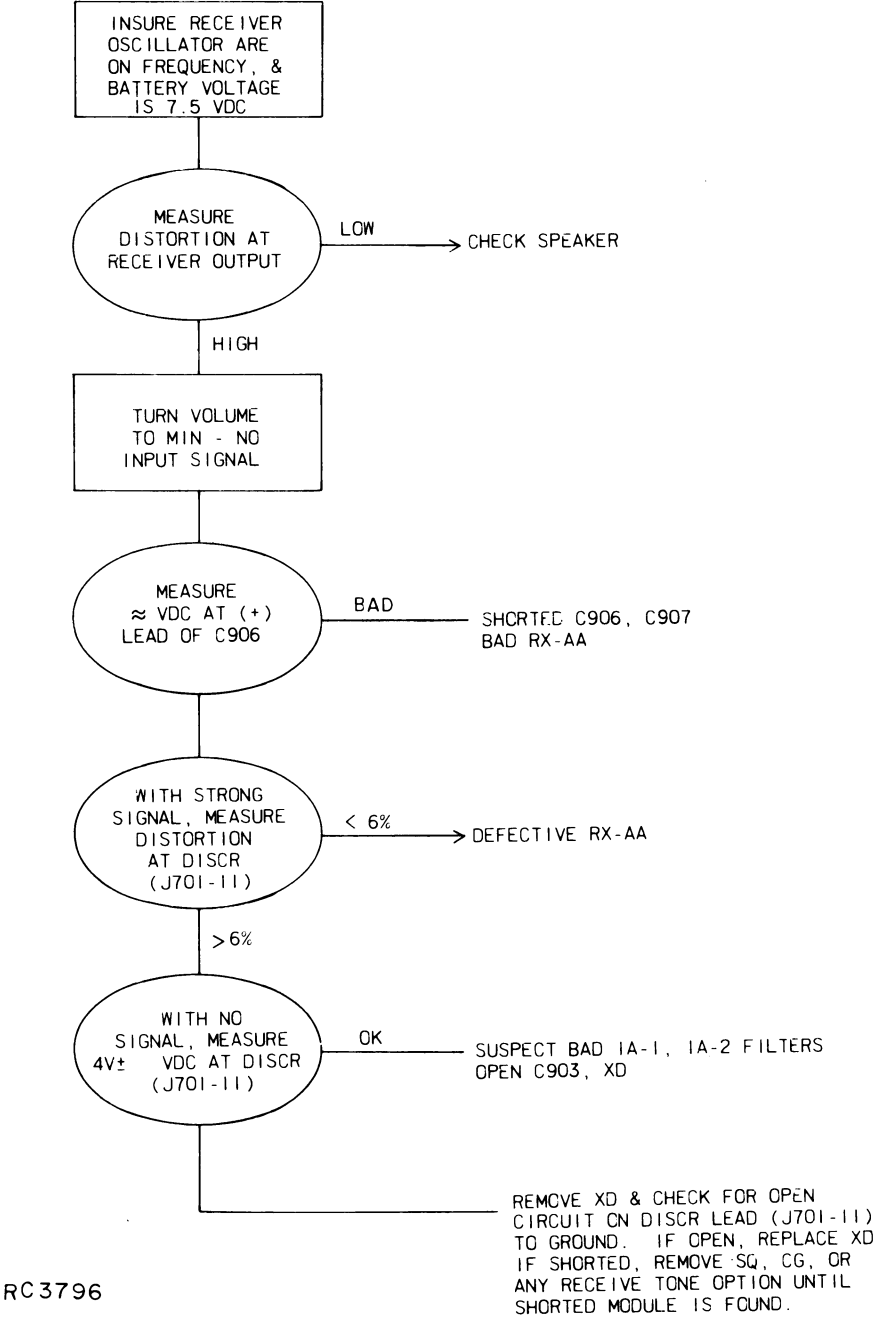 INSURE RECEIVER
OSCILLATOR ARE
ON FREQUENCY, &
BATTERY VOLTAGE
IS 7.5 VDC
MEASURE
DISTORTION AT
RECEIVER OUTPUT
LOW
CHECK SPEAKER
HIGH
TURN VOLUME
TO MIN - NO
INPUT SIGNAL
MEASURE
≈ VDC AT (+)
LEAD OF C906
BAD
SHORTED C906, C907
BAD RX-AA
WITH STRONG
SIGNAL, MEASURE
DISTORTION
AT DISCR
(J701-11)
< 6%
DEFECTIVE RX-AA
>6%
WITH NO
SIGNAL, MEASURE
4V± VDC AT DISCR
(J701-11)
OK
SUSPECT BAD IA-1, IA-2 FILTERS
OPEN C903, XD
REMOVE XD & CHECK FOR OPEN
CIRCUIT ON DISCR LEAD (J701-11)
TO GROUND. IF OPEN, REPLACE XD
IF SHORTED, REMOVE SQ, CG, OR
ANY RECEIVE TONE OPTION UNTIL
SHORTED MODULE IS FOUND.
RC3796